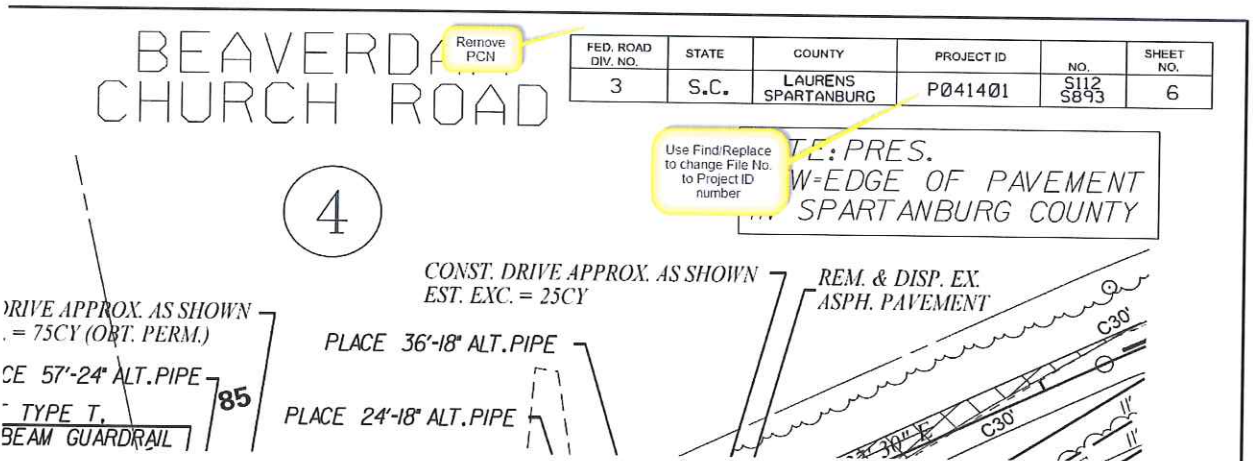 BEAVERDAM
CHURCH ROAD
Remove
PCN
FED. ROAD
DIV. NO.
STATE
COUNTY
PROJECT ID
NO.
SHEET
NO.
3
S.C.
LAURENS
SPARTANBURG
P041401
S112
S893
6
Use Find/Replace
to change File No.
to Project ID
number
TE: PRES.
W=EDGE OF PAVEMENT
SPARTANBURG COUNTY
4
CONST. DRIVE APPROX. AS SHOWN
EST. EXC. = 25CY
REM. & DISP. EX.
ASPH. PAVEMENT
DRIVE APPROX. AS SHOWN
. = 75CY (OBT. PERM.)
PLACE 36'-18" ALT.PIPE
CE 57'-24" ALT.PIPE
85
PLACE 24'-18" ALT.PIPE
TYPE T,
BEAM GUARDRAIL
C30'
C30'
30" E
11'
11'